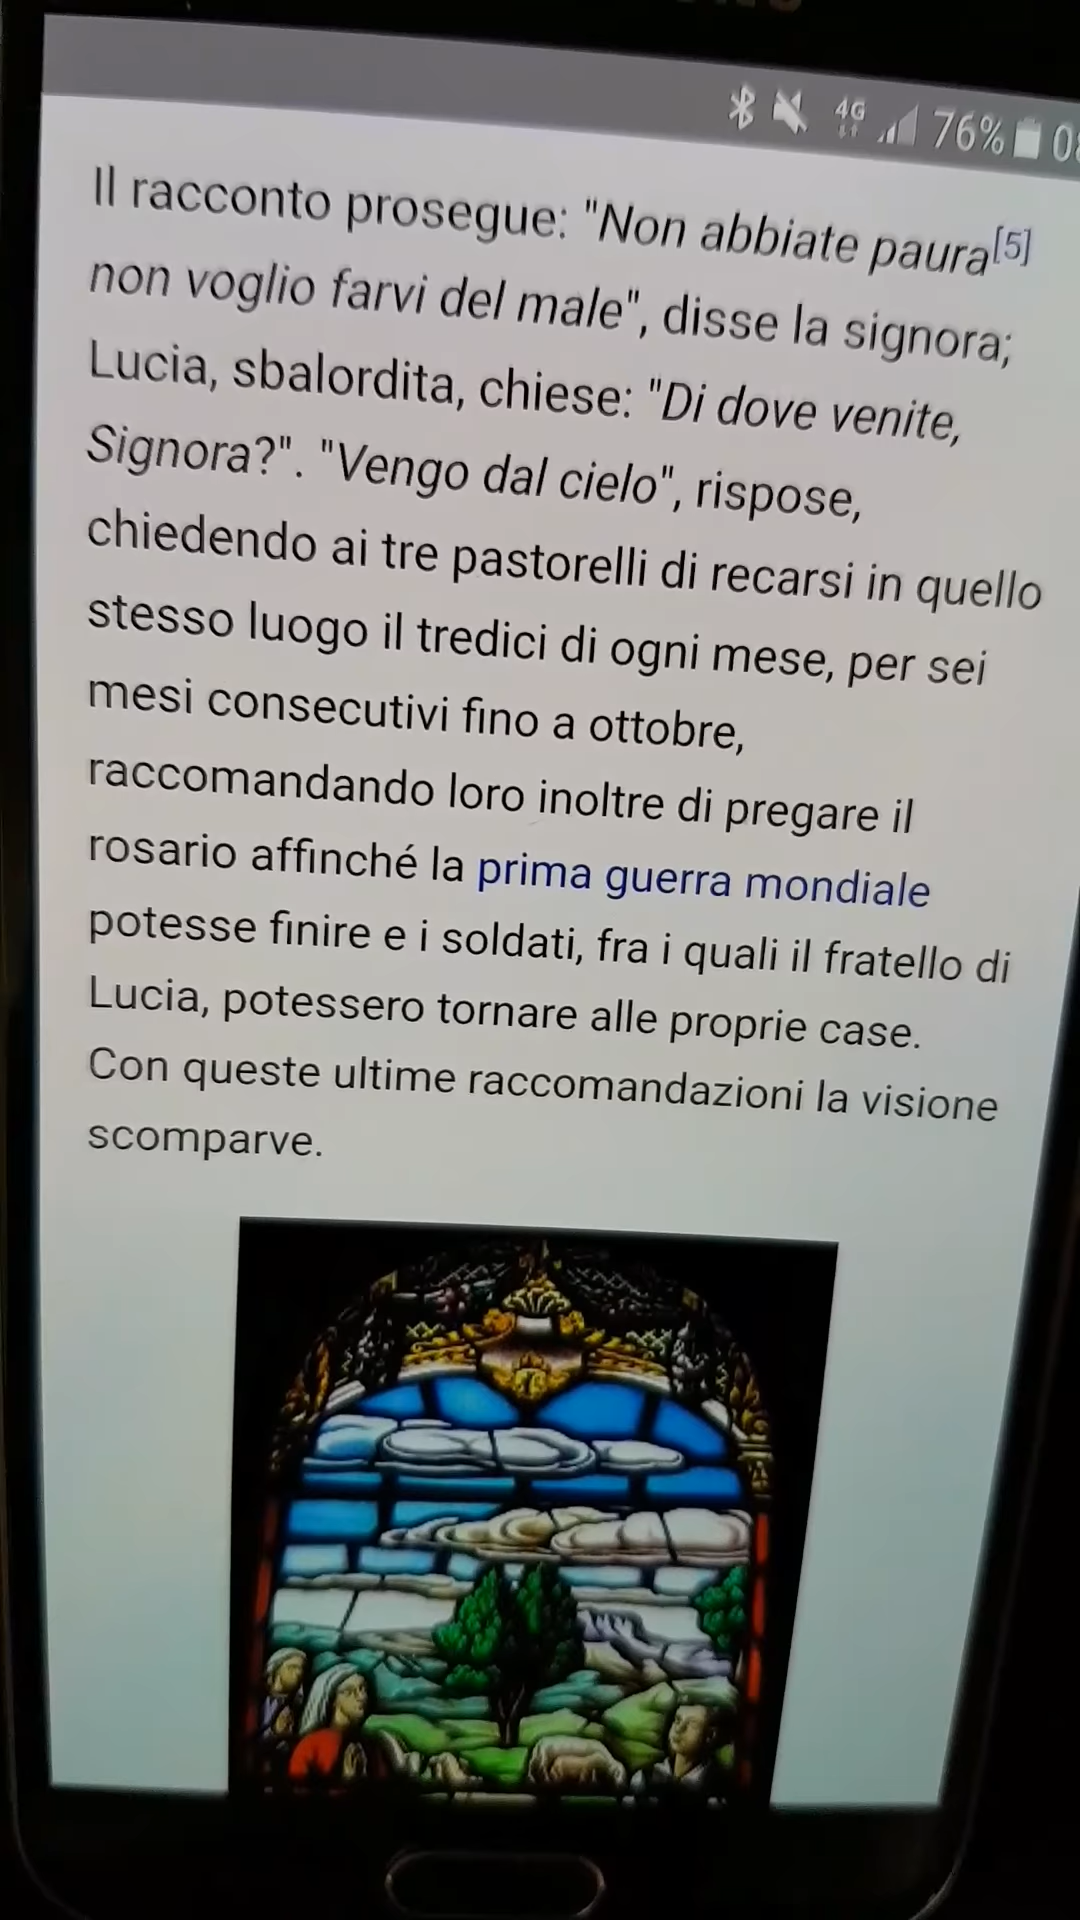 4G 76%
Il racconto prosegue: "Non abbiate paura[5]
non voglio farvi del male", disse la signora;
Lucia, sbalordita, chiese: "Di dove venite,
Signora?". "Vengo dal cielo", rispose,
chiedendo ai tre pastorelli di recarsi in quello
stesso luogo il tredici di ogni mese, per sei
mesi consecutivi fino a ottobre,
raccomandando loro inoltre di pregare il
rosario affinché la prima guerra mondiale
potesse finire e i soldati, fra i quali il fratello di
Lucia, potessero tornare alle proprie case.
Con queste ultime raccomandazioni la visione
scomparve.